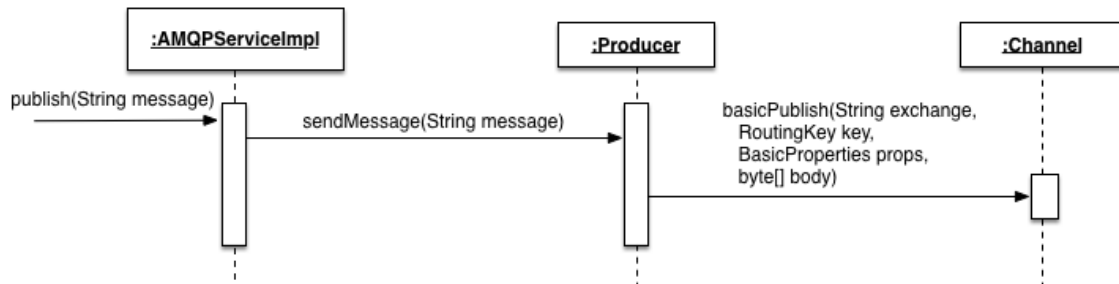 :AMQPServiceImpl
:Producer
:Channel
publish(String message)
sendMessage(String message)
basicPublish(String exchange,
RoutingKey key,
BasicProperties props,
byte[] body)